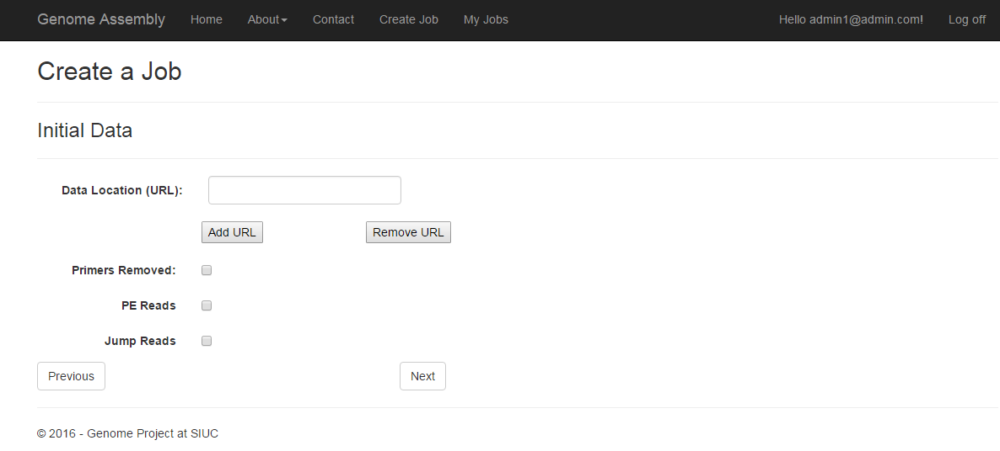 Genome Assembly Home About Contact Create Job My Jobs Hello admin1@admin.com! Log off
Create a Job
Initial Data
Data Location (URL):
Add URL Remove URL
Primers Removed:
PE Reads
Jump Reads
Previous Next
© 2016 - Genome Project at SIUC